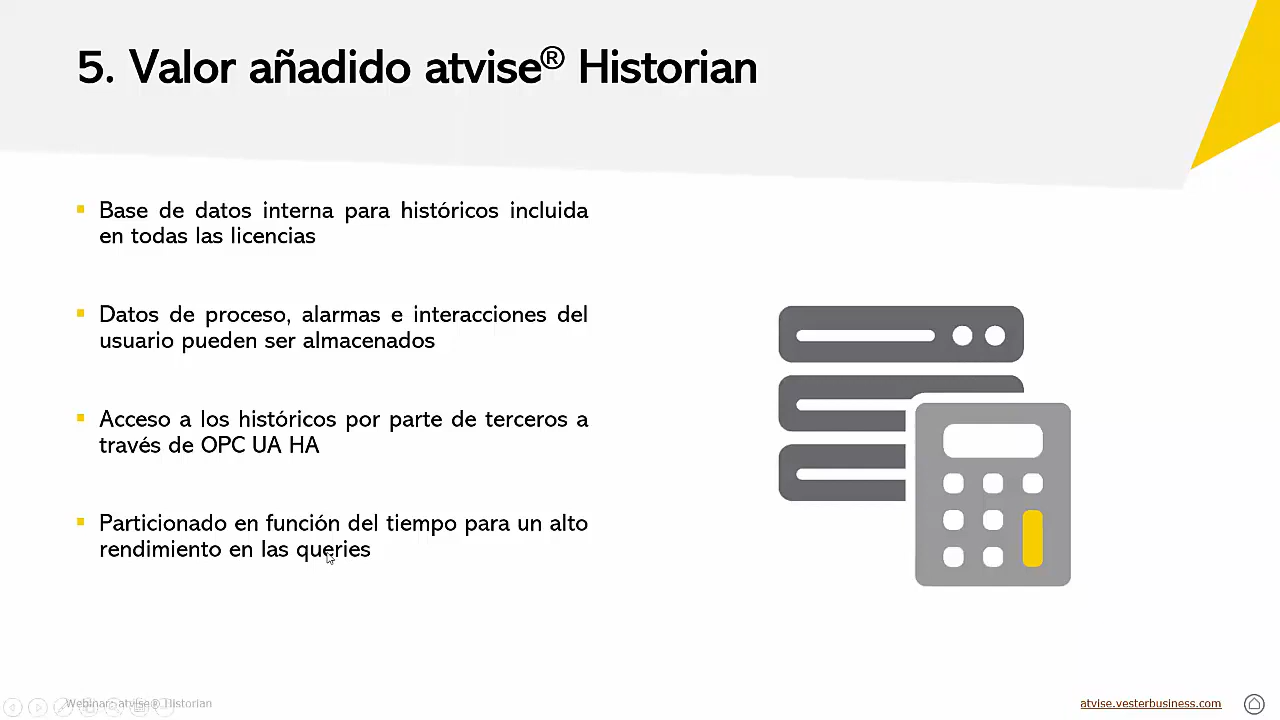 5. Valor añadido atvise® Historian
Base de datos interna para históricos incluida
en todas las licencias
Datos de proceso, alarmas e interacciones del
usuario pueden ser almacenados
Acceso a los históricos por parte de terceros a
través de OPC UA HA
Particionado en función del tiempo para un alto
rendimiento en las queries
Webinar: atvise® Historian
atvise.vesterbusiness.com